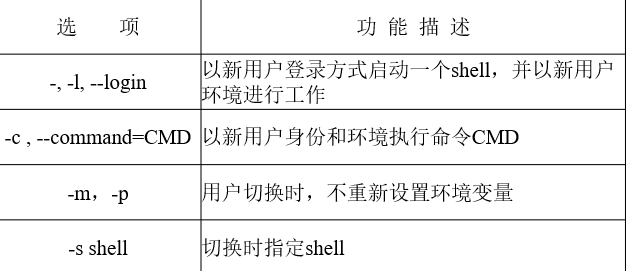 选 项
功 能 描 述
-, -l, --login
以新用户登录方式启动一个shell，并以新用户
环境进行工作
-c , --command=CMD
以新用户身份和环境执行命令CMD
-m，-p
用户切换时，不重新设置环境变量
-s shell
切换时指定shell